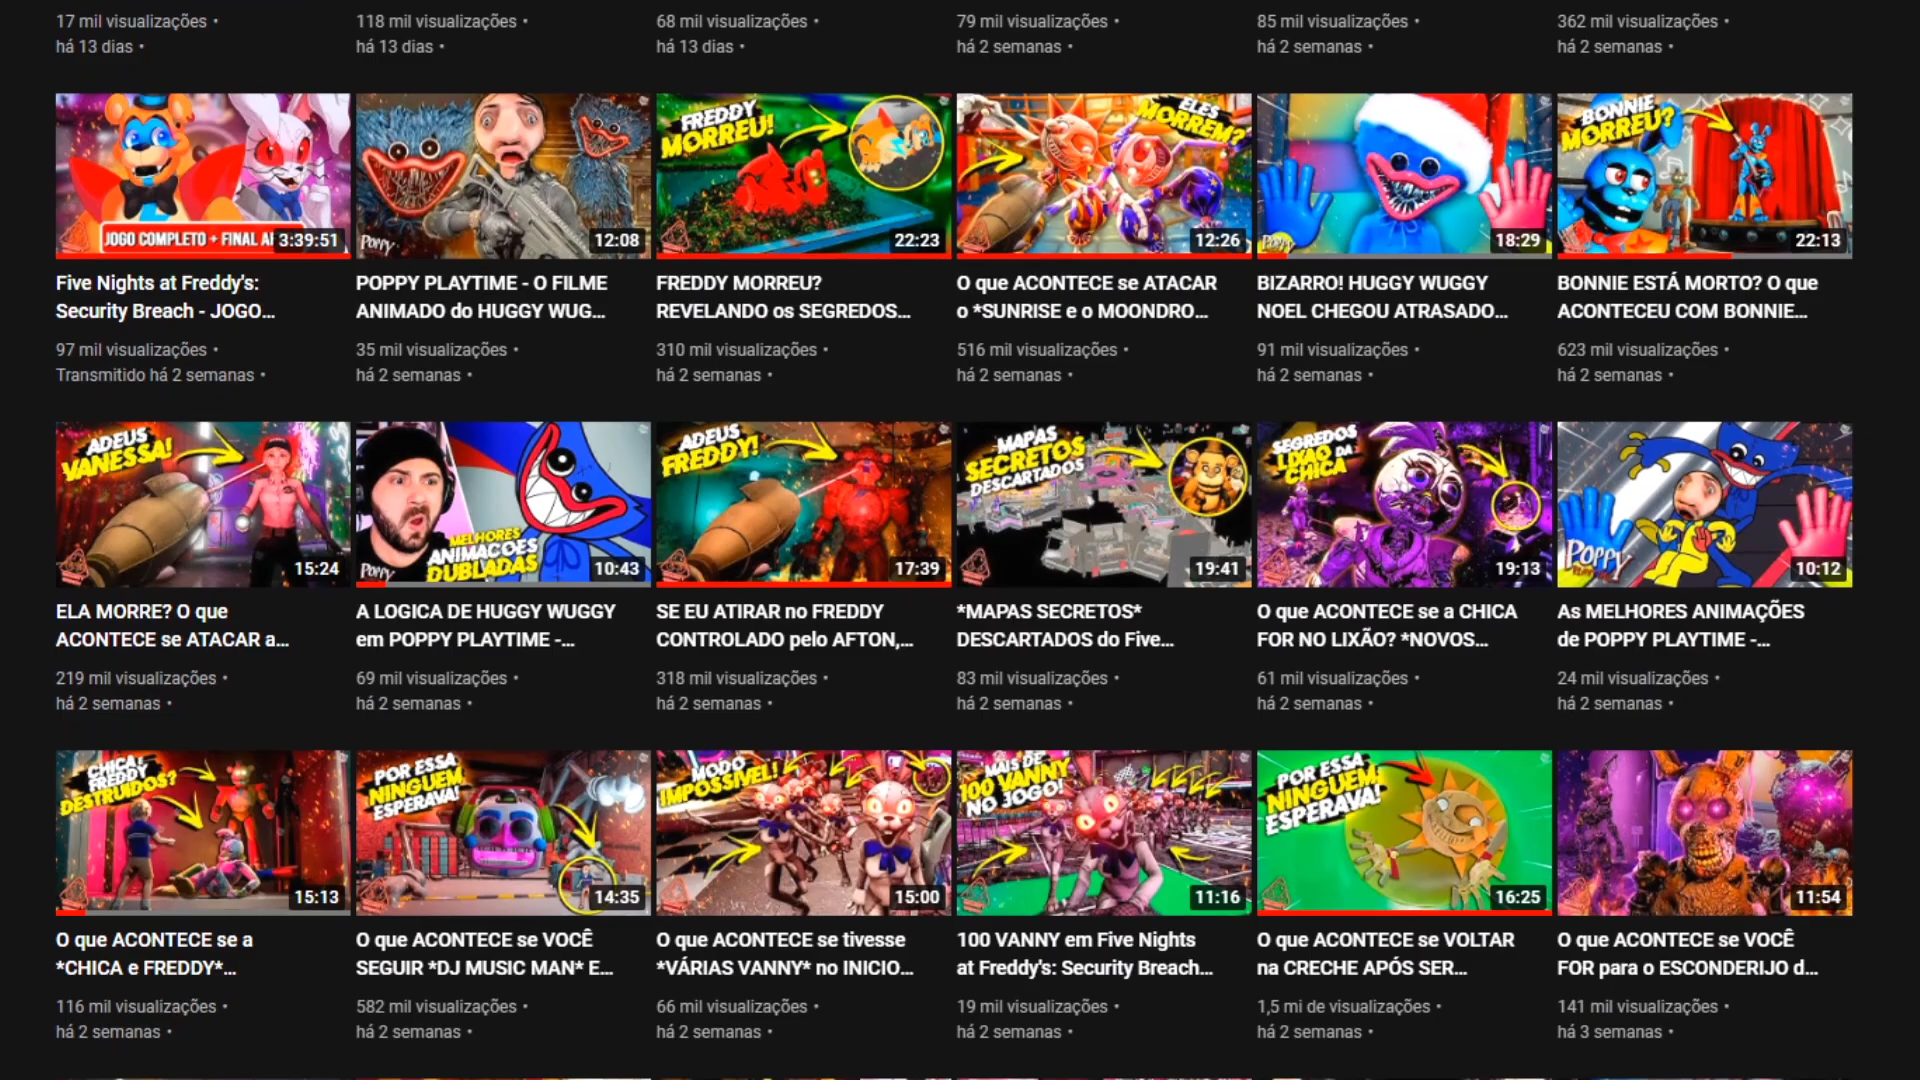 17 mil visualizações •
há 13 dias •
118 mil visualizações •
há 13 dias •
68 mil visualizações •
há 13 dias •
79 mil visualizações •
há 2 semanas •
85 mil visualizações •
há 2 semanas •
362 mil visualizações •
há 2 semanas •
JOGO COMPLETO + FINAL
3:39:51
Five Nights at Freddy's:
Security Breach - JOGO...
97 mil visualizações •
Transmitido há 2 semanas •
POPPY
12:08
POPPY PLAYTIME - O FILME
ANIMADO do HUGGY WUG...
35 mil visualizações •
há 2 semanas •
FREDDY
MORREU!
22:23
FREDDY MORREU?
REVELANDO os SEGREDOS...
310 mil visualizações •
há 2 semanas •
ELES
MORREM?
12:26
O que ACONTECE se ATACAR
o *SUNRISE e o MOONDRO...
516 mil visualizações •
há 2 semanas •
POPPY
18:29
BIZARRO! HUGGY WUGGY
NOEL CHEGOU ATRASADO...
91 mil visualizações •
há 2 semanas •
BONNIE
MORREU?
22:13
BONNIE ESTÁ MORTO? O que
ACONTECEU COM BONNIE...
623 mil visualizações •
há 2 semanas •
ADEUS
VANESSA!
15:24
ELA MORRE? O que
ACONTECE se ATACAR a...
219 mil visualizações •
há 2 semanas •
MELHORES
ANIMACOES
DUBLADAS
POPPY
10:43
A LOGICA DE HUGGY WUGGY
em POPPY PLAYTIME -...
69 mil visualizações •
há 2 semanas •
ADEUS
FREDDY!
17:39
SE EU ATIRAR no FREDDY
CONTROLADO pelo AFTON,...
318 mil visualizações •
há 2 semanas •
MAPAS
SECRETOS
DESCARTADOS
19:41
*MAPAS SECRETOS*
DESCARTADOS do Five...
83 mil visualizações •
há 2 semanas •
SEGREDOS
LIXÃO DA
CHICA
19:13
O que ACONTECE se a CHICA
FOR NO LIXÃO? *NOVOS...
61 mil visualizações •
há 2 semanas •
POPPY
10:12
As MELHORES ANIMAÇÕES
de POPPY PLAYTIME -...
24 mil visualizações •
há 2 semanas •
CHICA!
FREDDY
DESTRUIDOS?
15:13
O que ACONTECE se a
*CHICA e FREDDY*...
116 mil visualizações •
há 2 semanas •
POR ESSA
NINGUEM
ESPERAVA!
14:35
O que ACONTECE se VOCÊ
SEGUIR *DJ MUSIC MAN* E...
582 mil visualizações •
há 2 semanas •
MODO
IMPOSSIVEL!
15:00
O que ACONTECE se tivesse
*VÁRIAS VANNY* no INICIO...
66 mil visualizações •
há 2 semanas •
MAIS DE
100 VANNY
NO JOGO!
11:16
100 VANNY em Five Nights
at Freddy's: Security Breach...
19 mil visualizações •
há 2 semanas •
POR ESSA
NINGUEM
ESPERAVA!
16:25
O que ACONTECE se VOLTAR
na CRECHE APÓS SER...
1,5 mi de visualizações •
há 2 semanas •
11:54
O que ACONTECE se VOCÊ
FOR para o ESCONDERIJO d...
141 mil visualizações •
há 3 semanas •